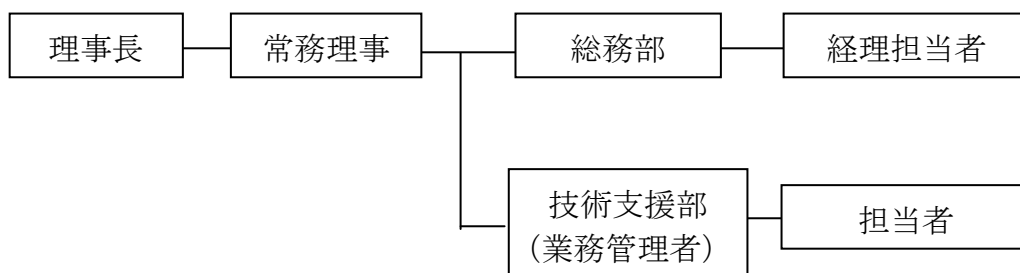 理事長
常務理事
総務部
経理担当者
技術支援部
（業務管理者）
担当者